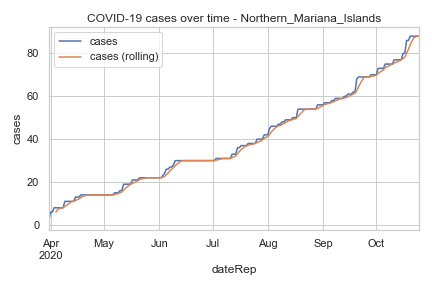 COVID-19 cases over time - Northern_Mariana_Islands
cases
cases (rolling)
cases
80
60
40
20
0
Apr May Jun Jul Aug Sep Oct
2020
dateRep